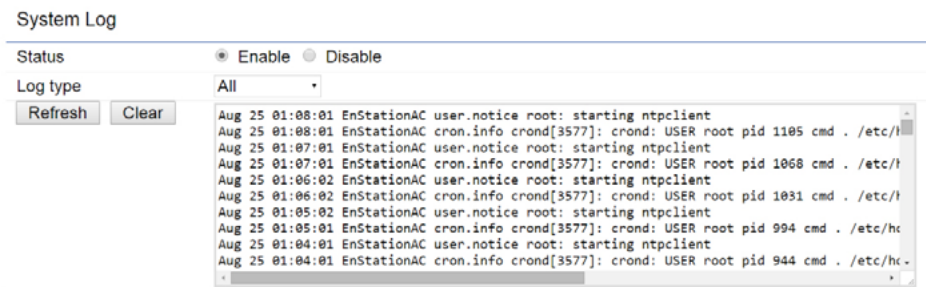 System Log
Status Enable Disable
Log type All
Refresh Clear
Aug 25 01:08:01 EnStationAC user.notice root: starting ntpclient
Aug 25 01:08:01 EnStationAC cron.info crond[3577]: crond: USER root pid 1105 cmd . /etc/h
Aug 25 01:07:01 EnStationAC user.notice root: starting ntpclient
Aug 25 01:07:01 EnStationAC cron.info crond[3577]: crond: USER root pid 1068 cmd . /etc/h
Aug 25 01:06:02 EnStationAC user.notice root: starting ntpclient
Aug 25 01:06:02 EnStationAC cron.info crond[3577]: crond: USER root pid 1031 cmd . /etc/h
Aug 25 01:05:02 EnStationAC user.notice root: starting ntpclient
Aug 25 01:05:01 EnStationAC cron.info crond[3577]: crond: USER root pid 994 cmd . /etc/ho
Aug 25 01:04:01 EnStationAC user.notice root: starting ntpclient
Aug 25 01:04:01 EnStationAC cron.info crond[3577]: crond: USER root pid 944 cmd . /etc/ho